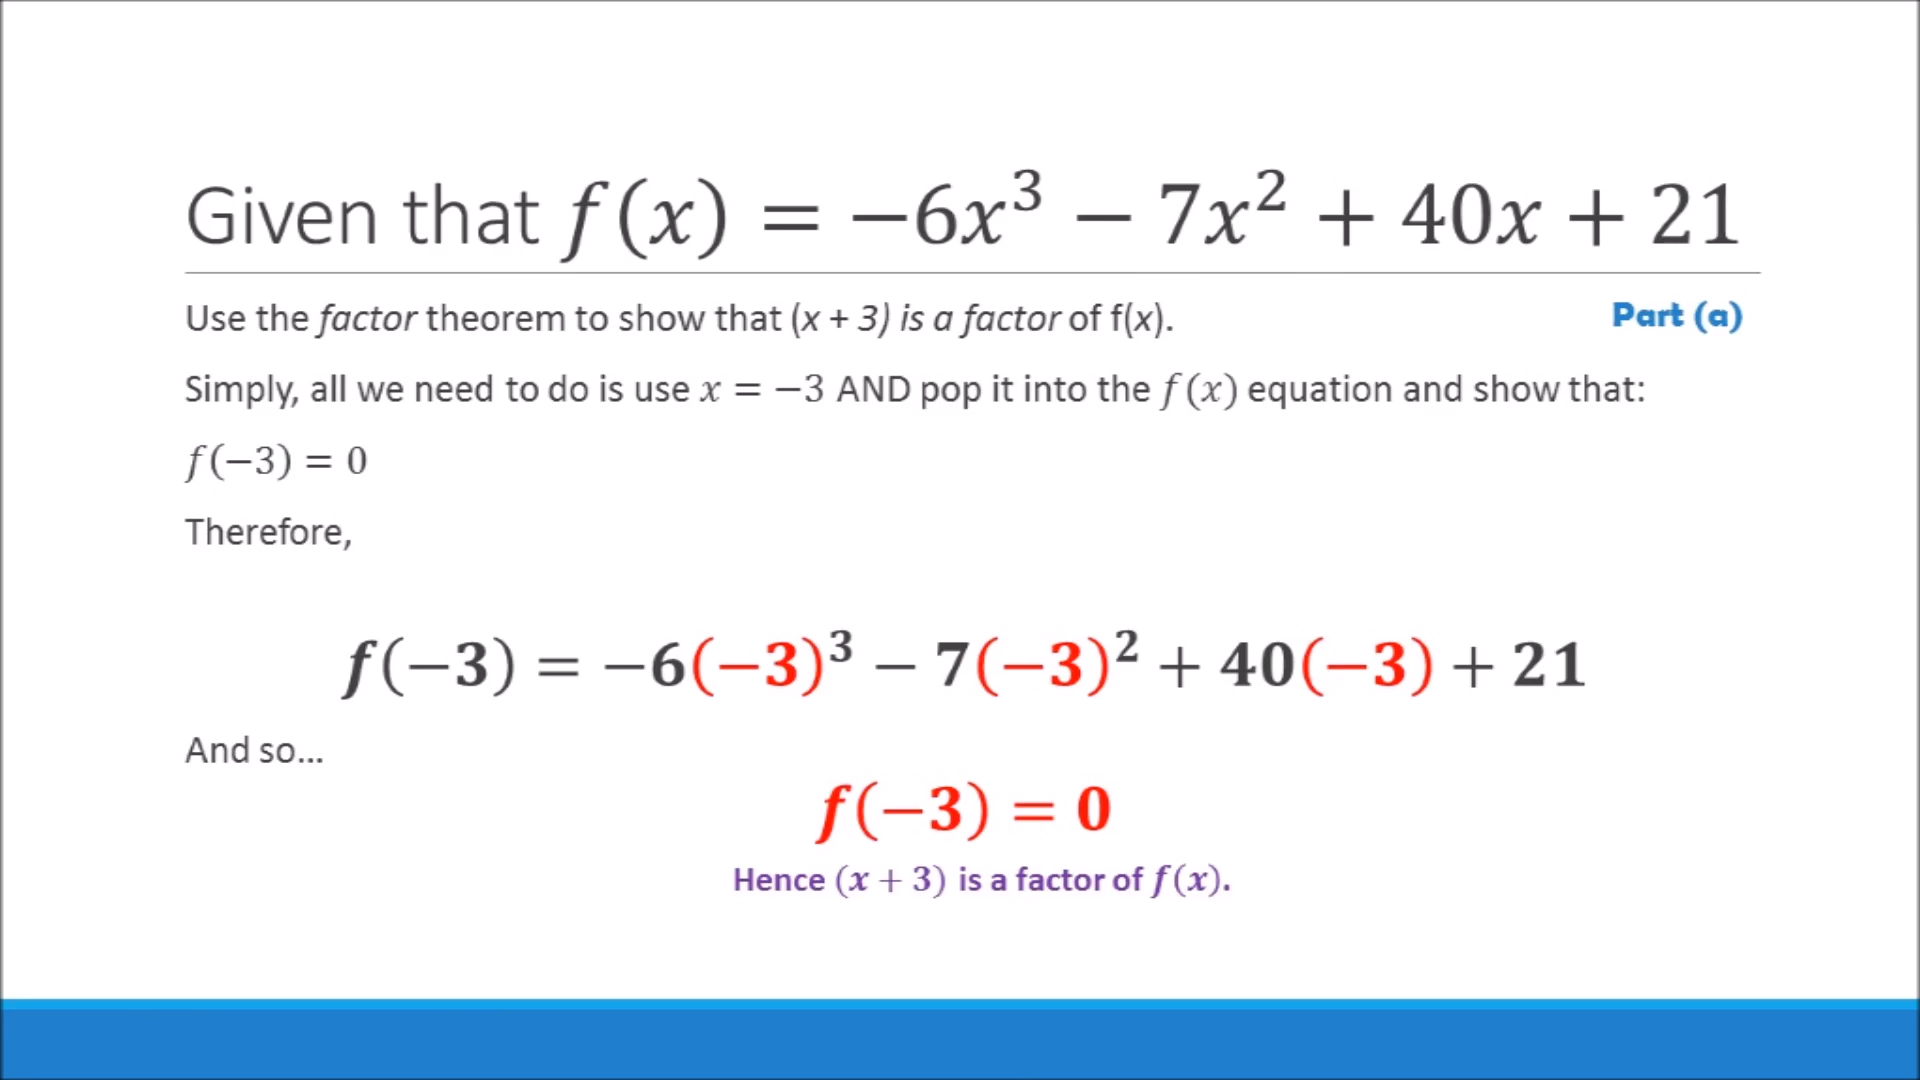 Given that f(x) = −6x³ − 7x² + 40x + 21
Use the factor theorem to show that (x + 3) is a factor of f(x). Part (a)
Simply, all we need to do is use x = −3 AND pop it into the f(x) equation and show that:
f(−3) = 0
Therefore,
f(−3) = −6(−3)³ − 7(−3)² + 40(−3) + 21
And so...
f(−3) = 0
Hence (x + 3) is a factor of f(x).